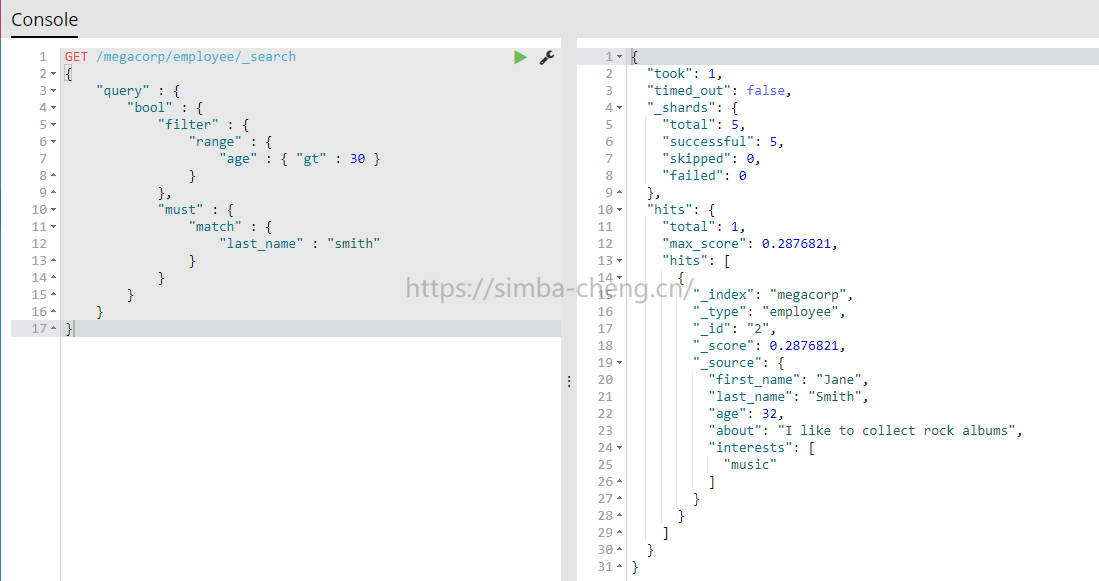 Console
1 GET /megacorp/employee/_search
2 {
3 "query" : {
4 "bool" : {
5 "filter" : {
6 "range" : {
7 "age" : { "gt" : 30 }
8 }
9 },
10 "must" : {
11 "match" : {
12 "last_name" : "smith"
13 }
14 }
15 }
16 }
17 }
1 {
2 "took": 1,
3 "timed_out": false,
4 "_shards": {
5 "total": 5,
6 "successful": 5,
7 "skipped": 0,
8 "failed": 0
9 },
10 "hits": {
11 "total": 1,
12 "max_score": 0.2876821,
13 "hits": [
14 {
15 "_index": "megacorp",
16 "_type": "employee",
17 "_id": "2",
18 "_score": 0.2876821,
19 "_source": {
20 "first_name": "Jane",
21 "last_name": "Smith",
22 "age": 32,
23 "about": "I like to collect rock albums",
24 "interests": [
25 "music"
26 ]
27 }
28 }
29 ]
30 }
31 }
https://simba-cheng.cn/